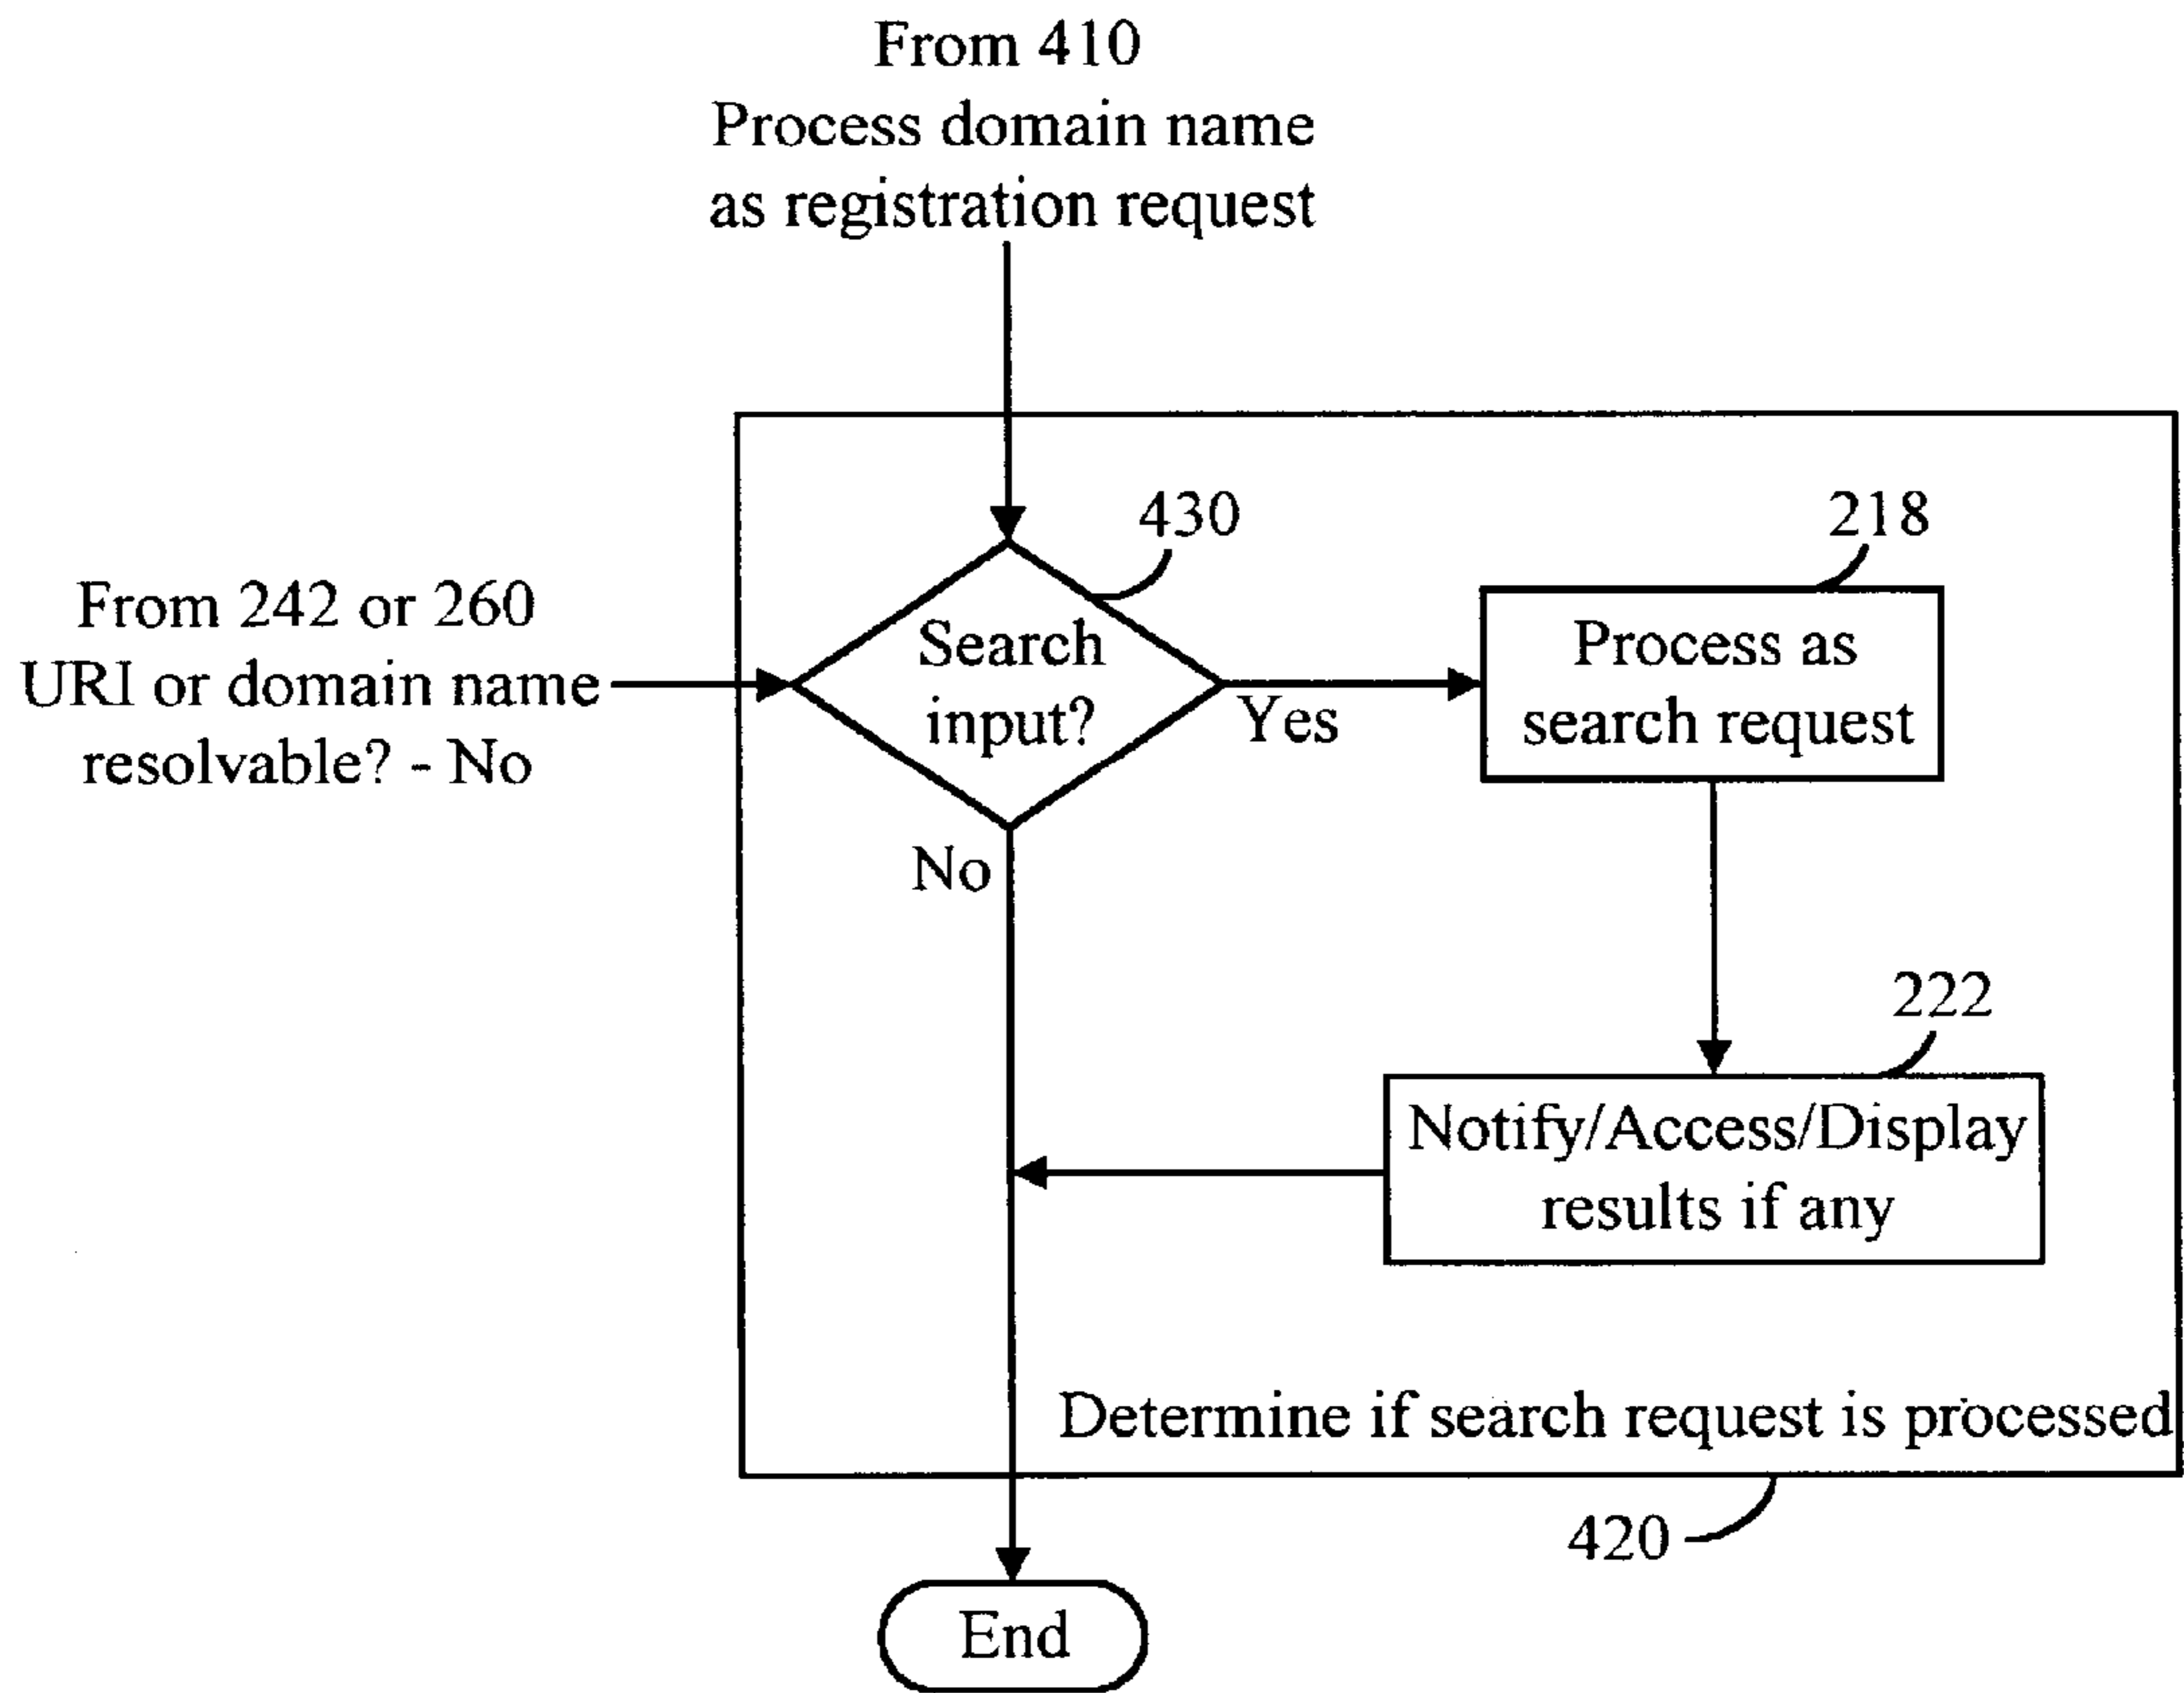 From 410
Process domain name
as registration request
430
218
From 242 or 260
URI or domain name
resolvable? - No
Search
input?
Yes
Process as
search request
No
222
Notify/Access/Display
results if any
Determine if search request is processed
420
End